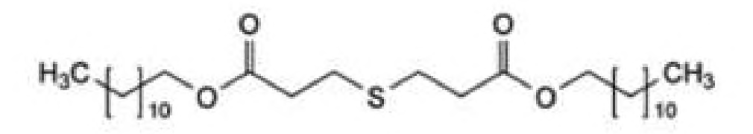 O O
H₃C [ ]₁₀ O S O [ ]₁₀ CH₃